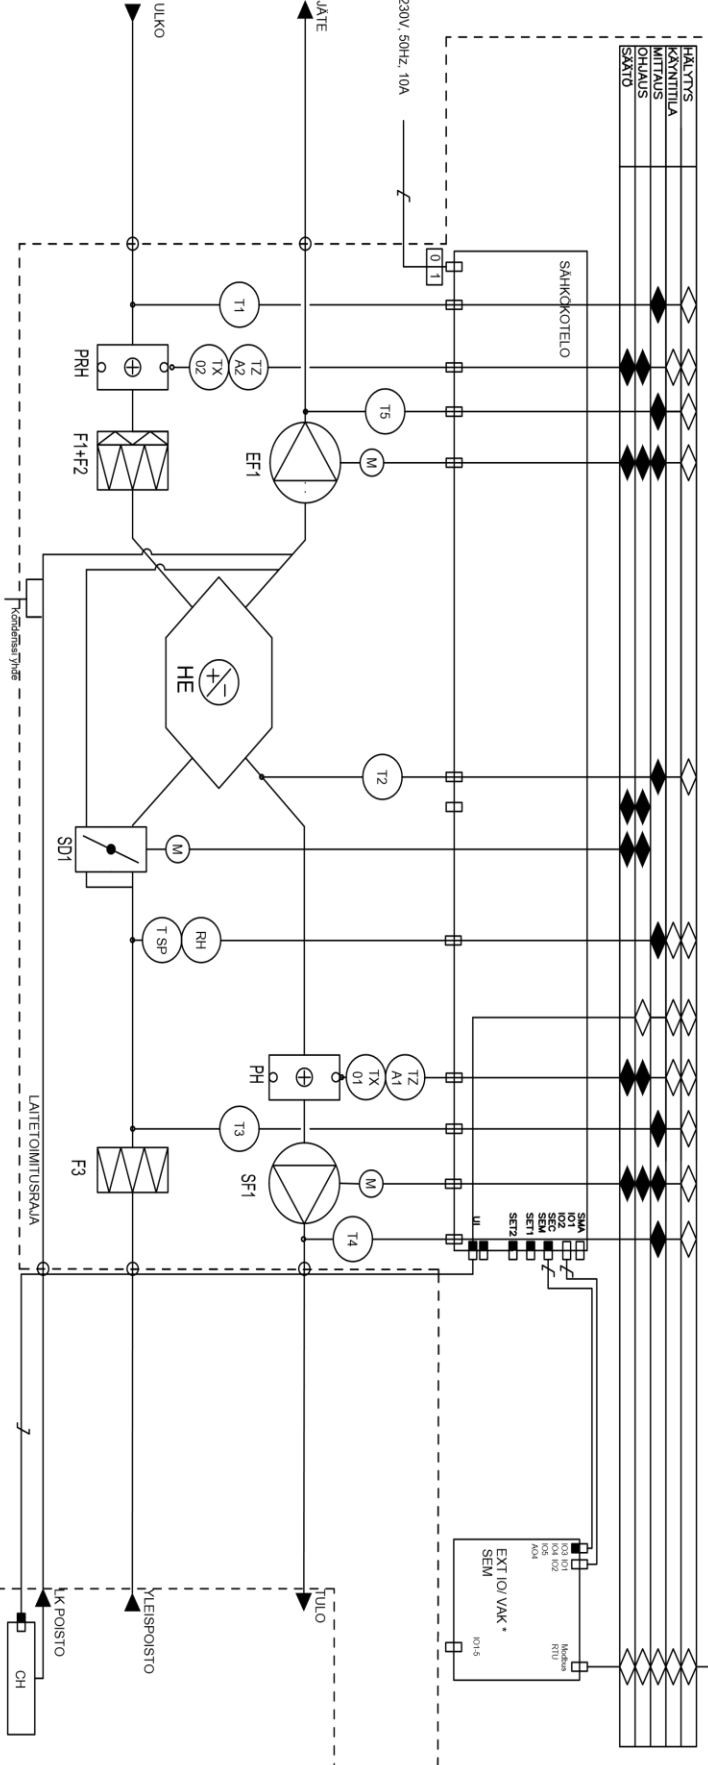 HÄLYTYS
KÄYNTITILA
MITTAUS
OHJAUS
SÄÄTÖ
230V, 50Hz, 10A
JÄTE
ULKO
0 1
SÄHKÖKOTELO
T1
PRH
TX
02
TZ
A2
T5
F1+F2
EF1
M
Kondenssi yhde
HE
+/-
T2
SD1
M
T SP
RH
PH
TX
01
TZ
A1
T3
F3
SF1
M
T4
LAITETOIMITUSRAJA
SMA
IO1
IO2
SEC
SEM
SET1
SET2
UI
EXT IO/ VAK *
SEM
IO1
IO2
IO3
IO4
IO5
AO4
IO1-5
Modbus
RTU
TULO
YLEISPOISTO
LK POISTO
CH